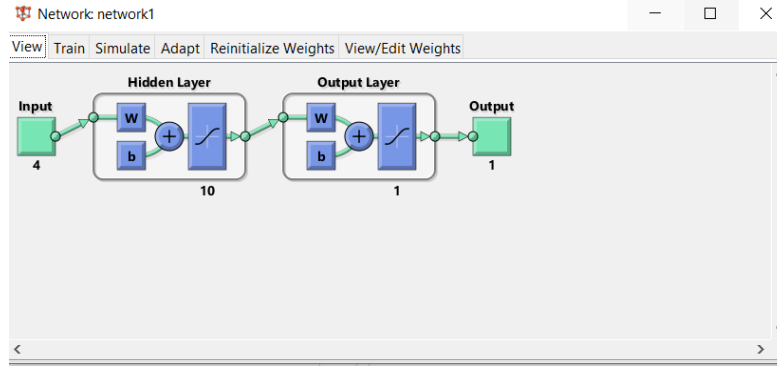 Network: network1
View Train Simulate Adapt Reinitialize Weights View/Edit Weights
Hidden Layer Output Layer
Input Output
W W
+ +
b b
4 1
10 1